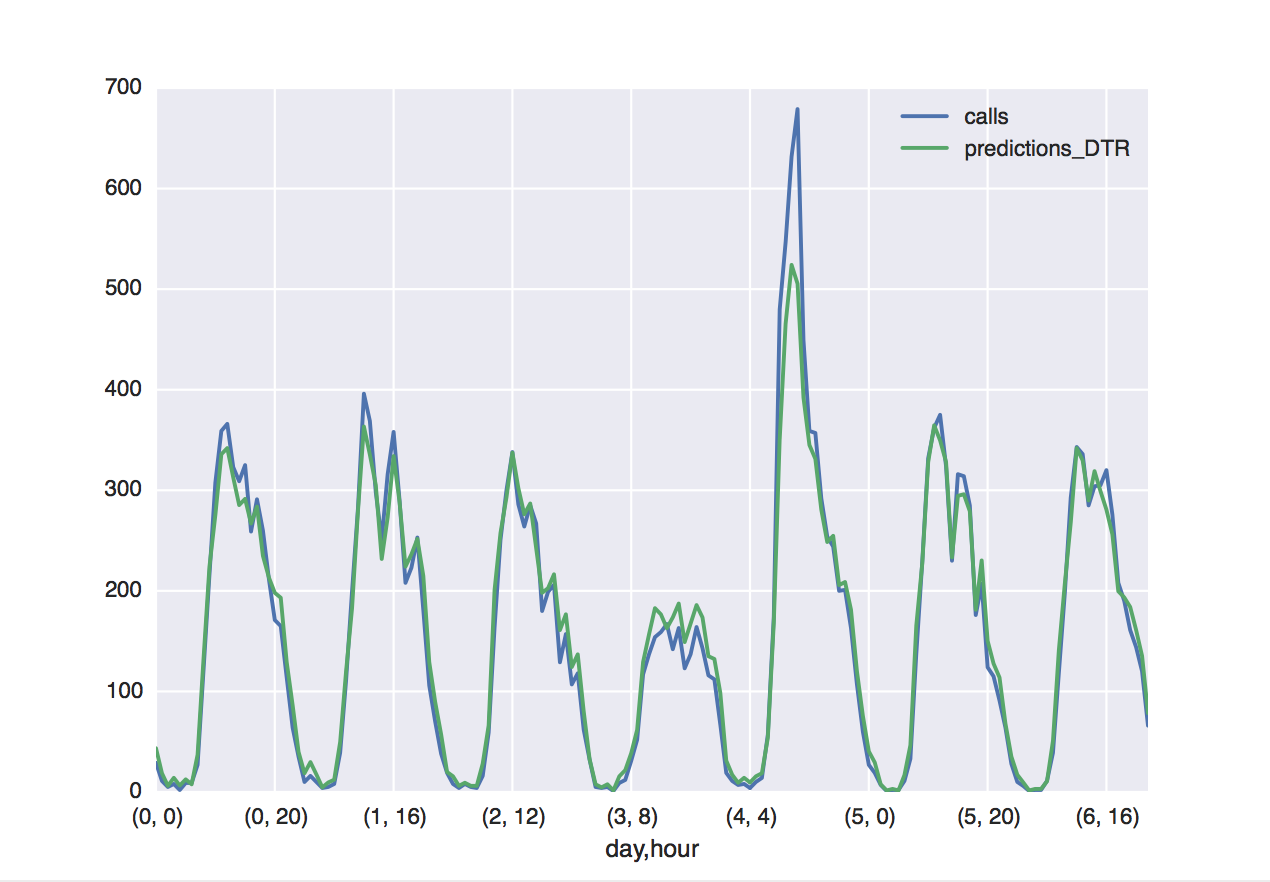 700
600
500
400
300
200
100
0
calls
predictions_DTR
(0, 0) (0, 20) (1, 16) (2, 12) (3, 8) (4, 4) (5, 0) (5, 20) (6, 16)
day,hour